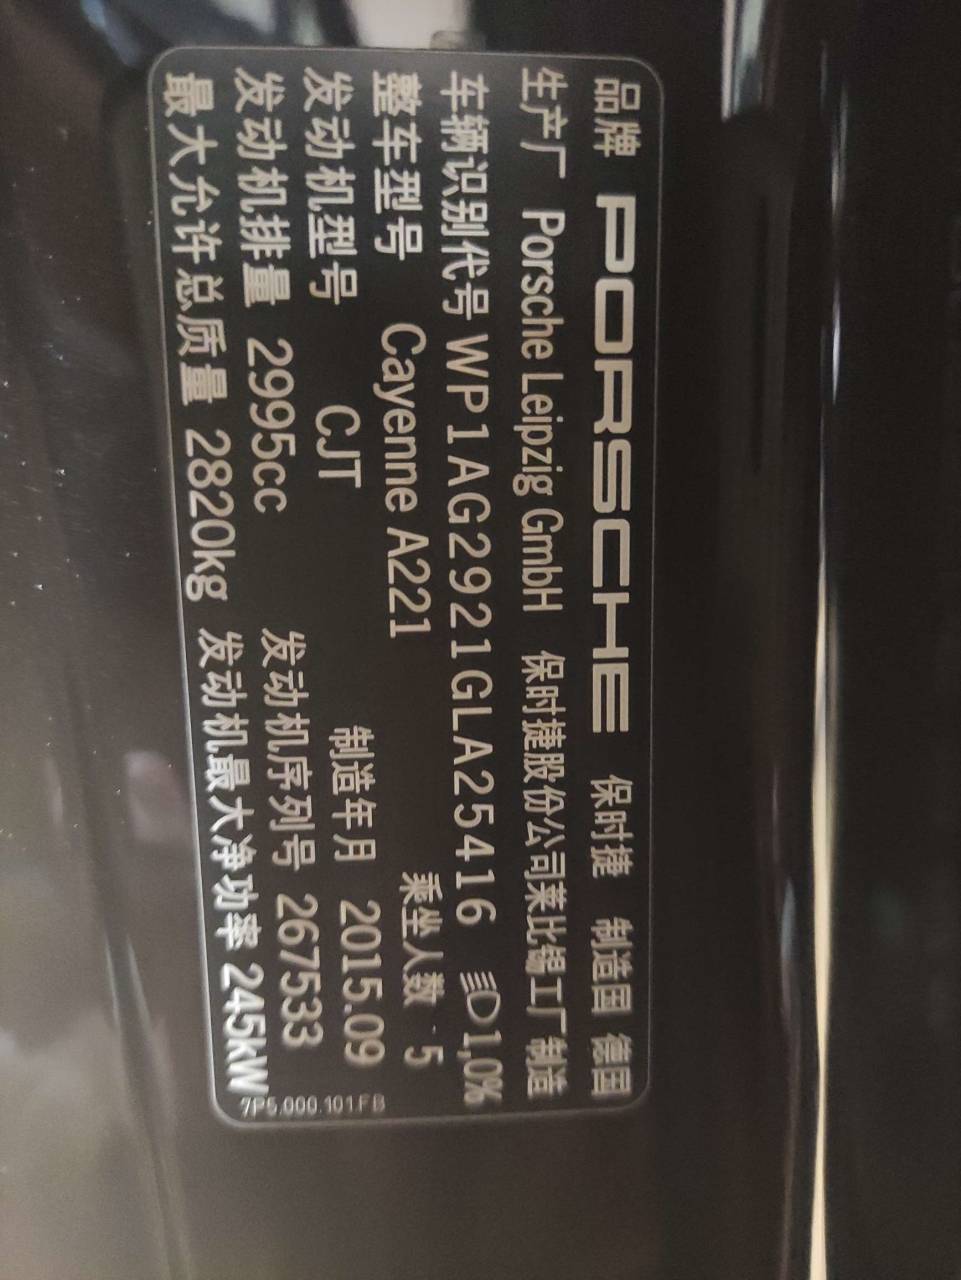 品牌 PORSCHE 保时捷 制造国 德国
生产厂 Porsche Leipzig GmbH 保时捷股份公司莱比锡工厂制造
车辆识别代号 WP1AG2921GLA25416 1,0%
整车型号 Cayenne A221 乘坐人数 5
发动机型号 CJT 制造年月 2015.09
发动机排量 2995cc 发动机序列号 267533
最大允许总质量 2820kg 发动机最大净功率 245kW
7P5.000.101.FB